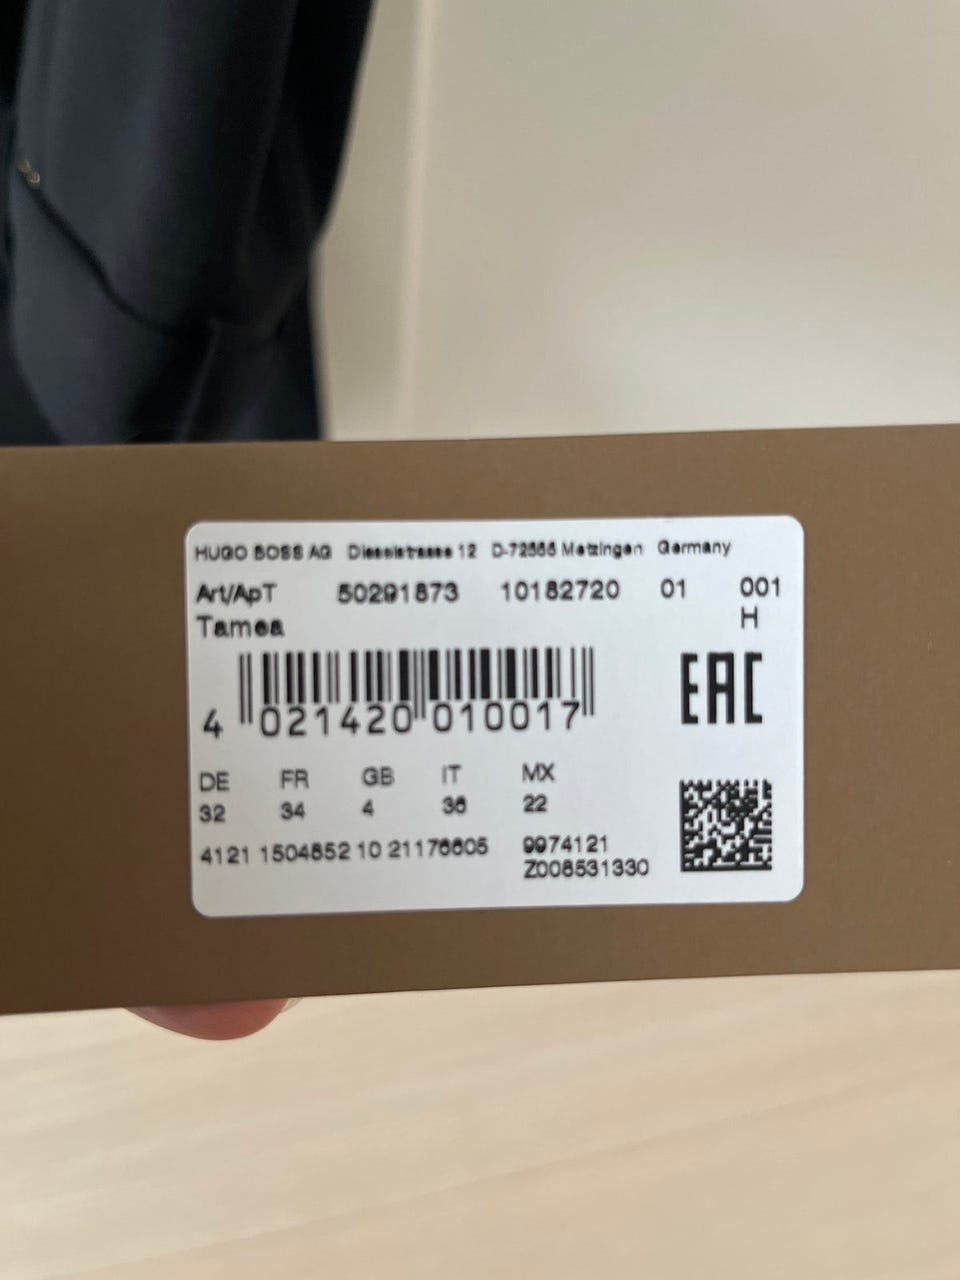 HUGO BOSS AG Dieselstrasse 12 D-72555 Metzingen Germany
Art/ApT 50291873 10182720 01 001
Tamea H
4 021420 010017
EAC
DE FR GB IT MX
32 34 4 36 22
4121 1504852 10 21176605 9974121
Z008531330